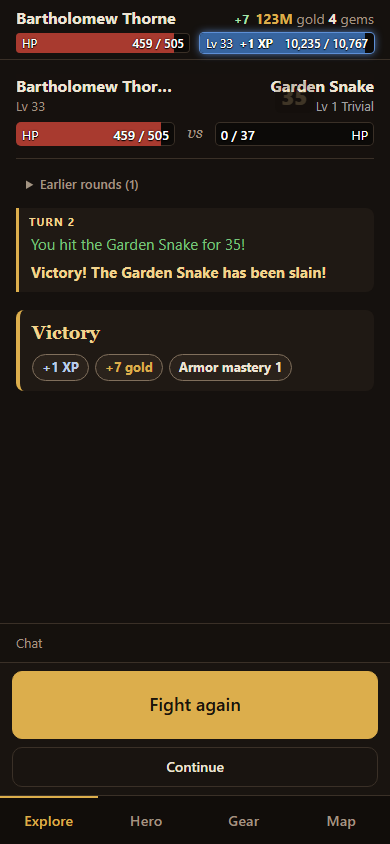 Bartholomew Thorne +7 123M gold 4 gems
HP 459 / 505 Lv 33 +1 XP 10,235 / 10,767
Bartholomew Thor... Garden Snake
35
Lv 33 Lv 1 Trivial
HP 459 / 505 vs 0 / 37 HP
▶ Earlier rounds (1)
TURN 2
You hit the Garden Snake for 35!
Victory! The Garden Snake has been slain!
Victory
+1 XP +7 gold Armor mastery 1
Chat
Fight again
Continue
Explore Hero Gear Map